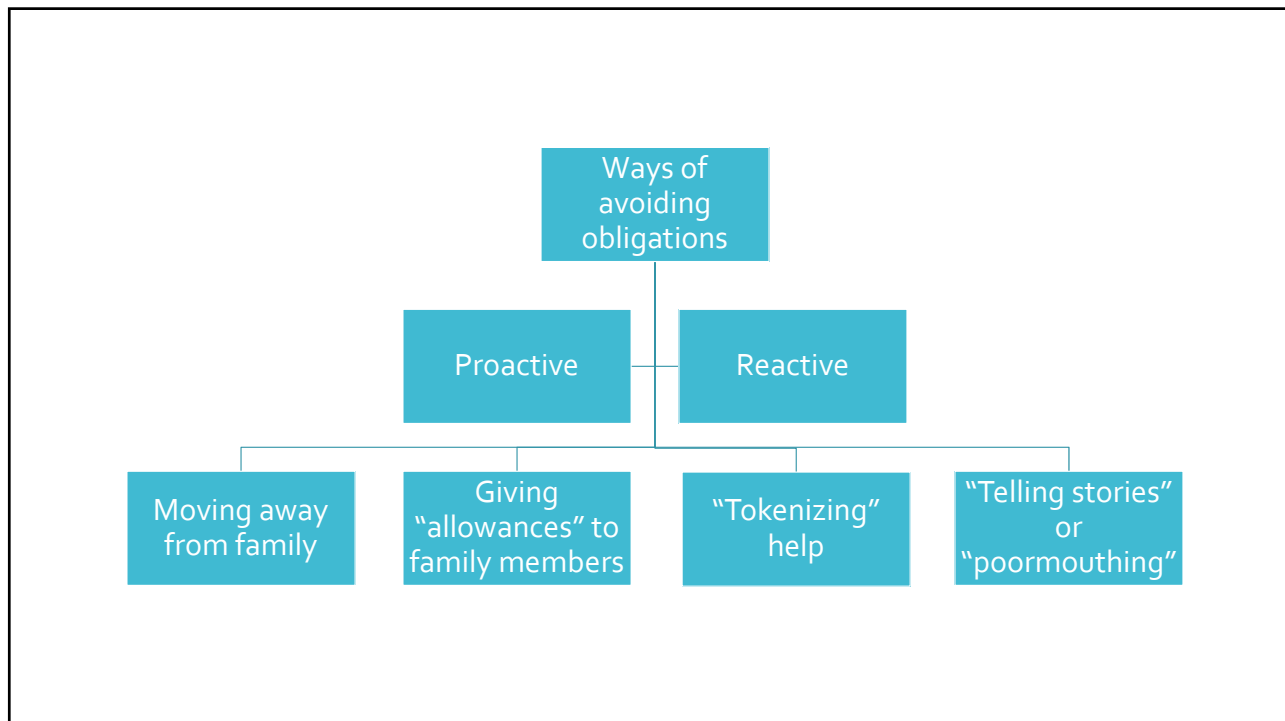 Ways of
avoiding
obligations
Proactive
Reactive
Moving away
from family
Giving
“allowances” to
family members
“Tokenizing”
help
“Telling stories”
or
“poormouthing”